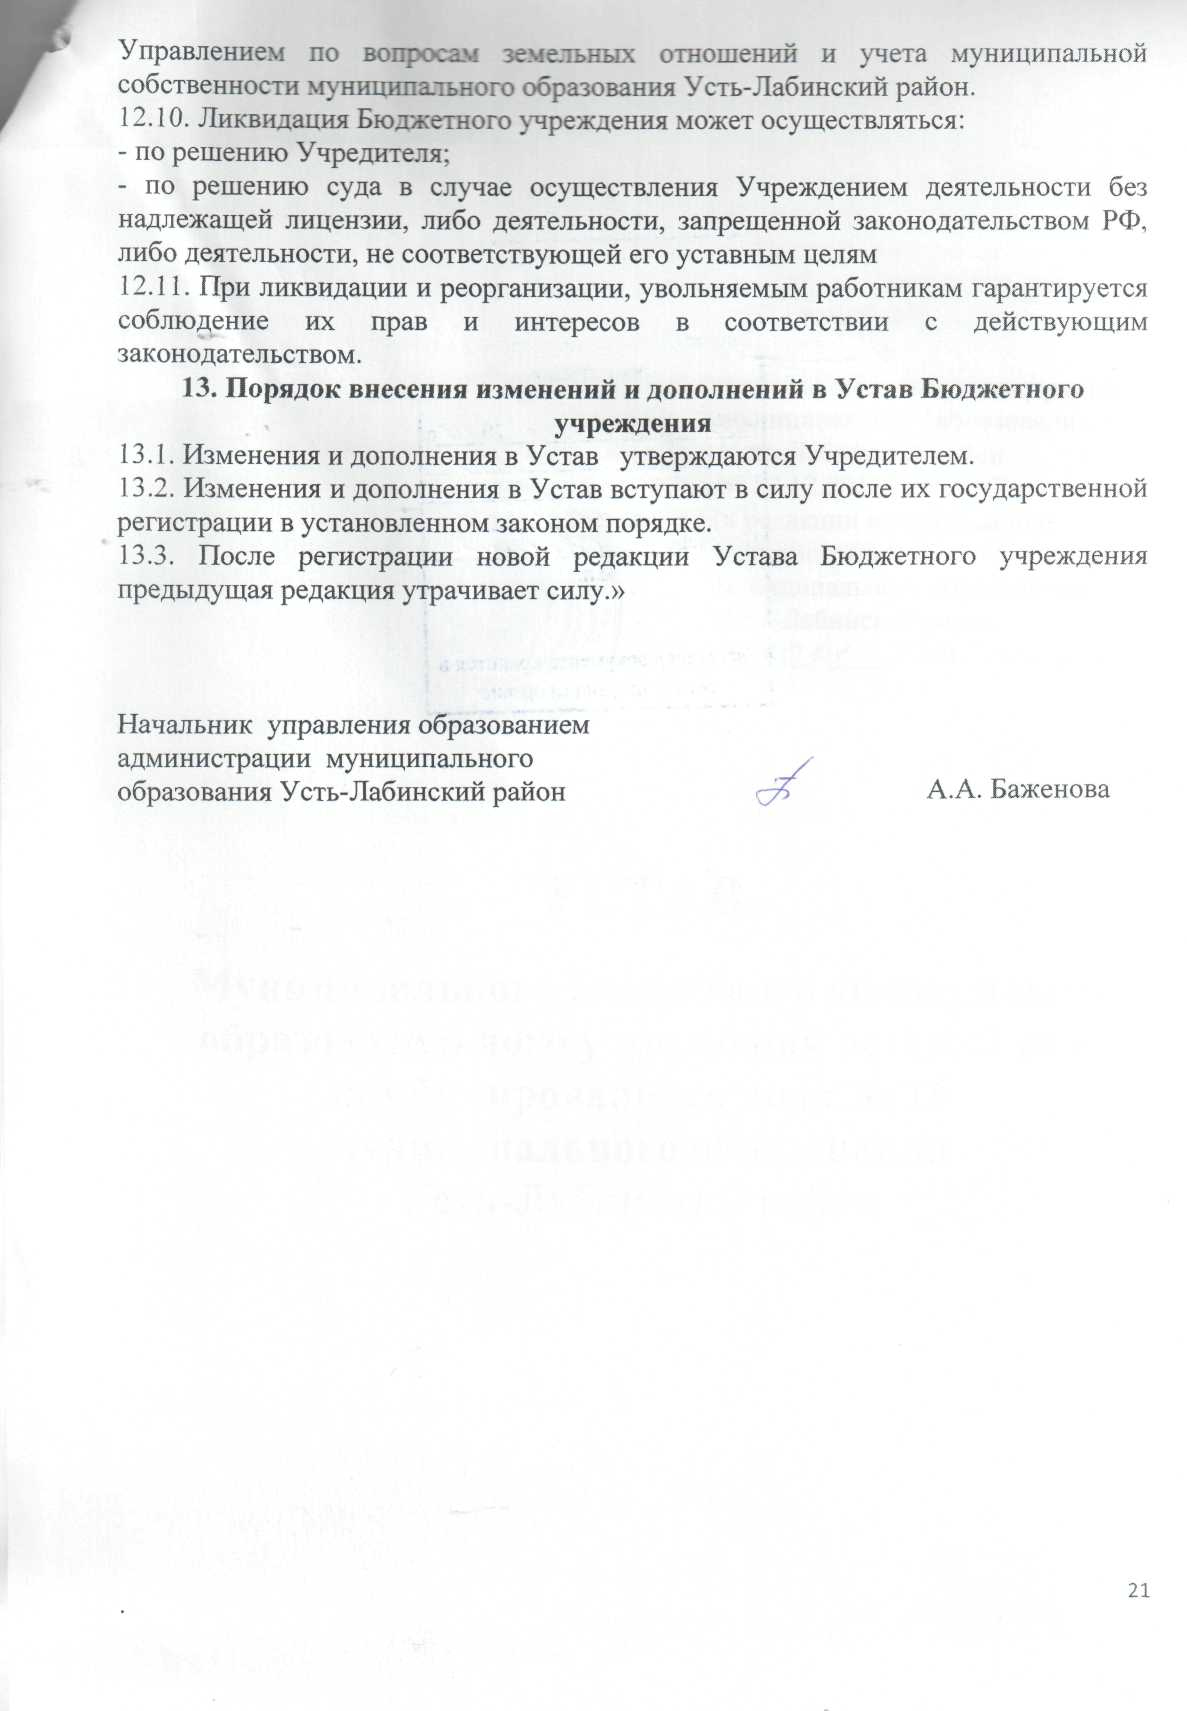 Управлением по вопросам земельных отношений и учета муниципальной
собственности муниципального образования Усть-Лабинский район.
12.10. Ликвидация Бюджетного учреждения может осуществляться:
- по решению Учредителя;
- по решению суда в случае осуществления Учреждением деятельности без
надлежащей лицензии, либо деятельности, запрещенной законодательством РФ,
либо деятельности, не соответствующей его уставным целям
12.11. При ликвидации и реорганизации, увольняемым работникам гарантируется
соблюдение их прав и интересов в соответствии с действующим
законодательством.
13. Порядок внесения изменений и дополнений в Устав Бюджетного
учреждения
13.1. Изменения и дополнения в Устав утверждаются Учредителем.
13.2. Изменения и дополнения в Устав вступают в силу после их государственной
регистрации в установленном законом порядке.
13.3. После регистрации новой редакции Устава Бюджетного учреждения
предыдущая редакция утрачивает силу.»
Начальник управления образованием
администрации муниципального
образования Усть-Лабинский район А.А. Баженова
21